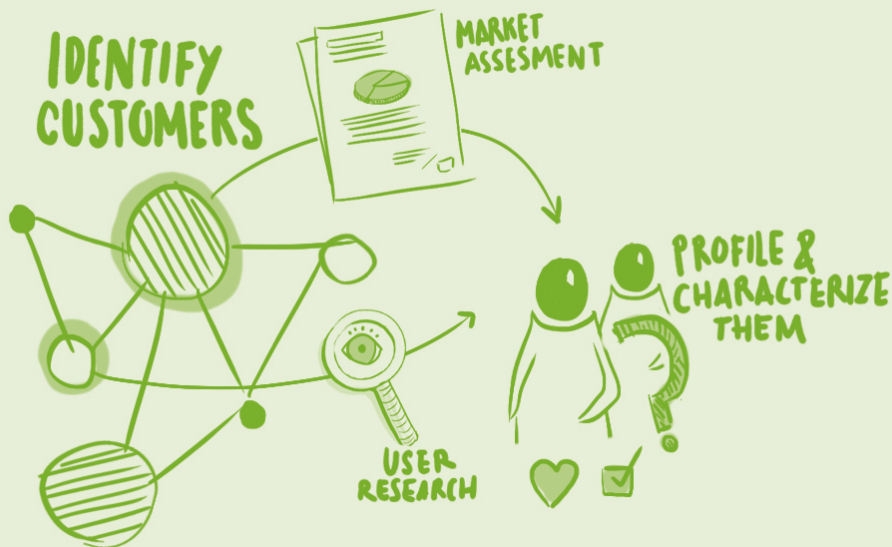 IDENTIFY
CUSTOMERS
MARKET
ASSESMENT
PROFILE &
CHARACTERIZE
THEM
USER
RESEARCH